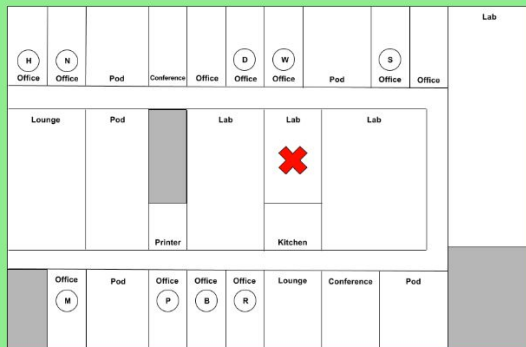 Lab
H N D W S
Office Office Pod Conference Office Office Office Pod Office Office
Lounge Pod Lab Lab Lab
Printer Kitchen
Office Pod Office Office Office Lounge Conference Pod
M P B R